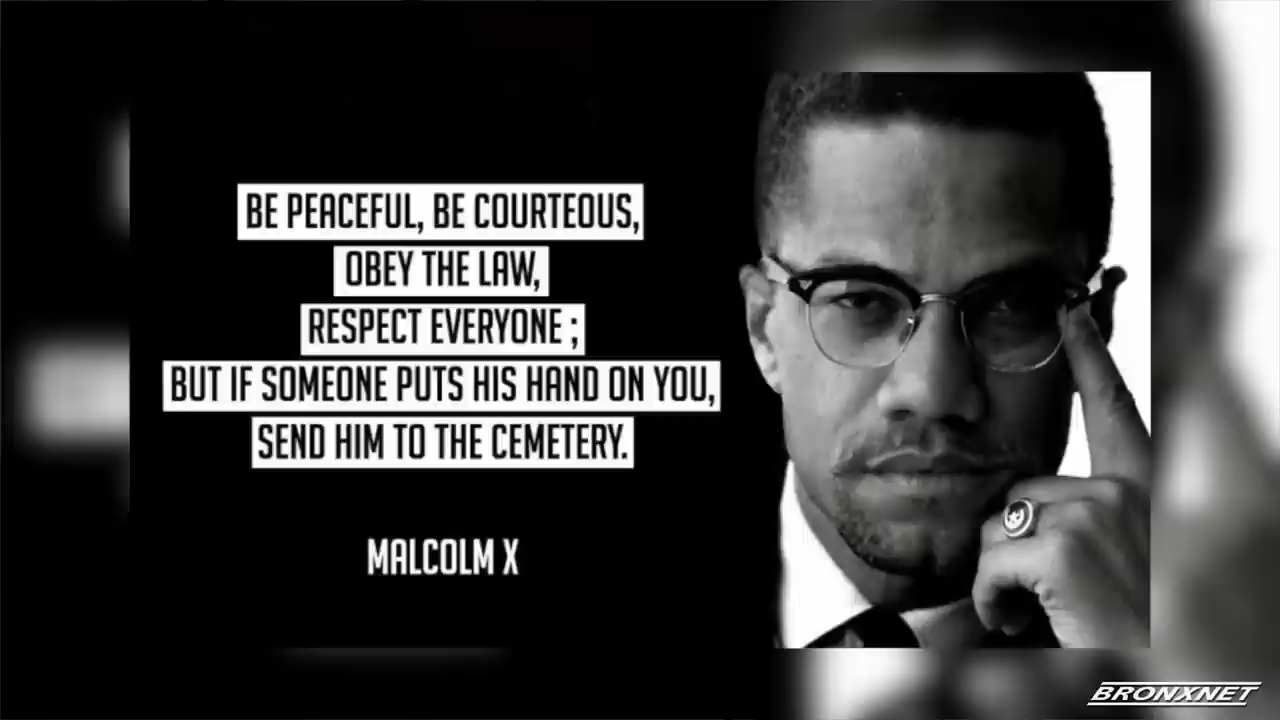 BE PEACEFUL, BE COURTEOUS,
OBEY THE LAW,
RESPECT EVERYONE ;
BUT IF SOMEONE PUTS HIS HAND ON YOU,
SEND HIM TO THE CEMETERY.
MALCOLM X
BRONXNET